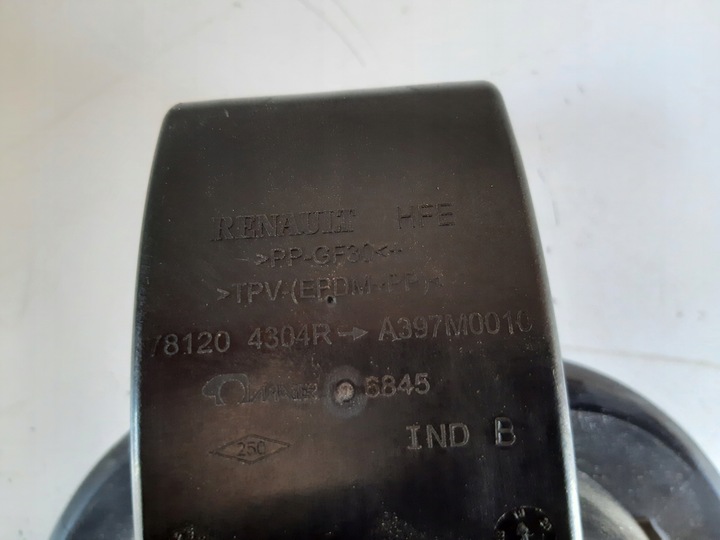 RENAULT HFE
>PP-GF30<
>TPV-(EPDM+PP)<
78120 4304R→ A397M0010
6845
250
IND B